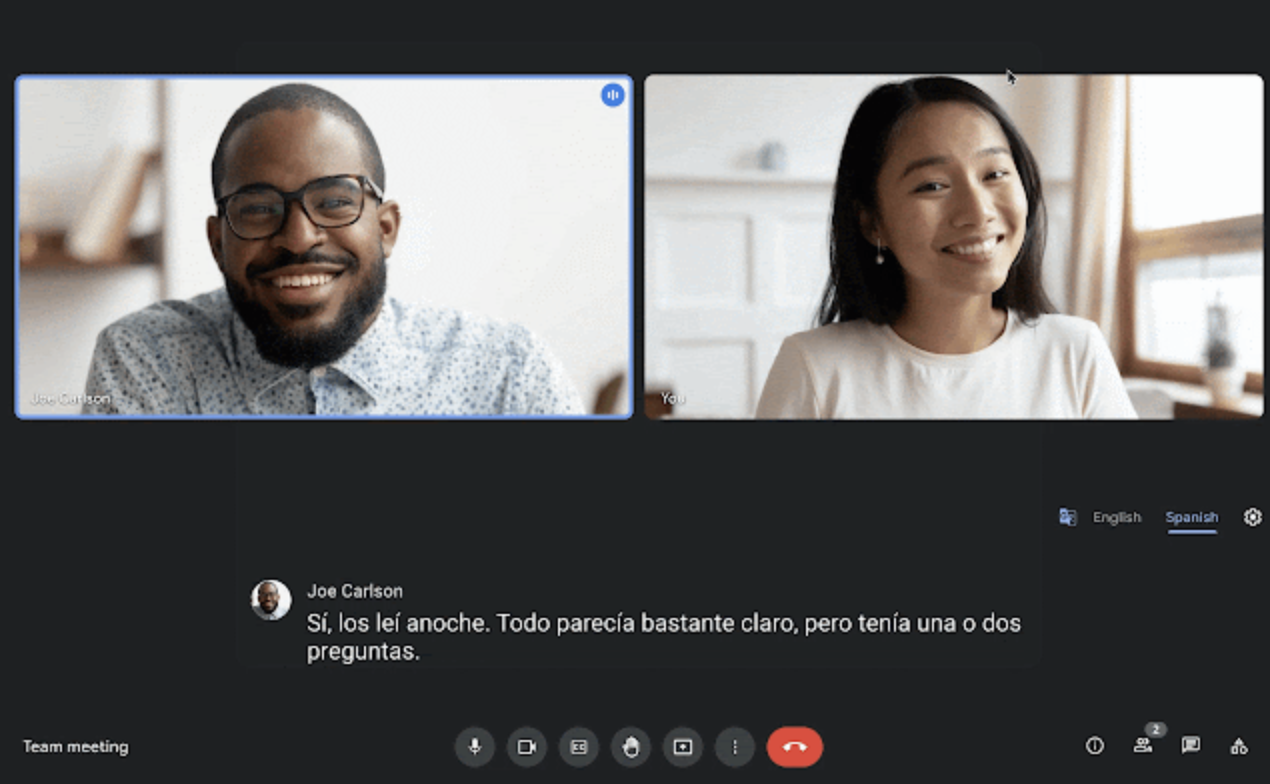 Joe Carlson
You
English Spanish
Joe Carlson
Sí, los leí anoche. Todo parecía bastante claro, pero tenía una o dos
preguntas.
Team meeting
CC
2